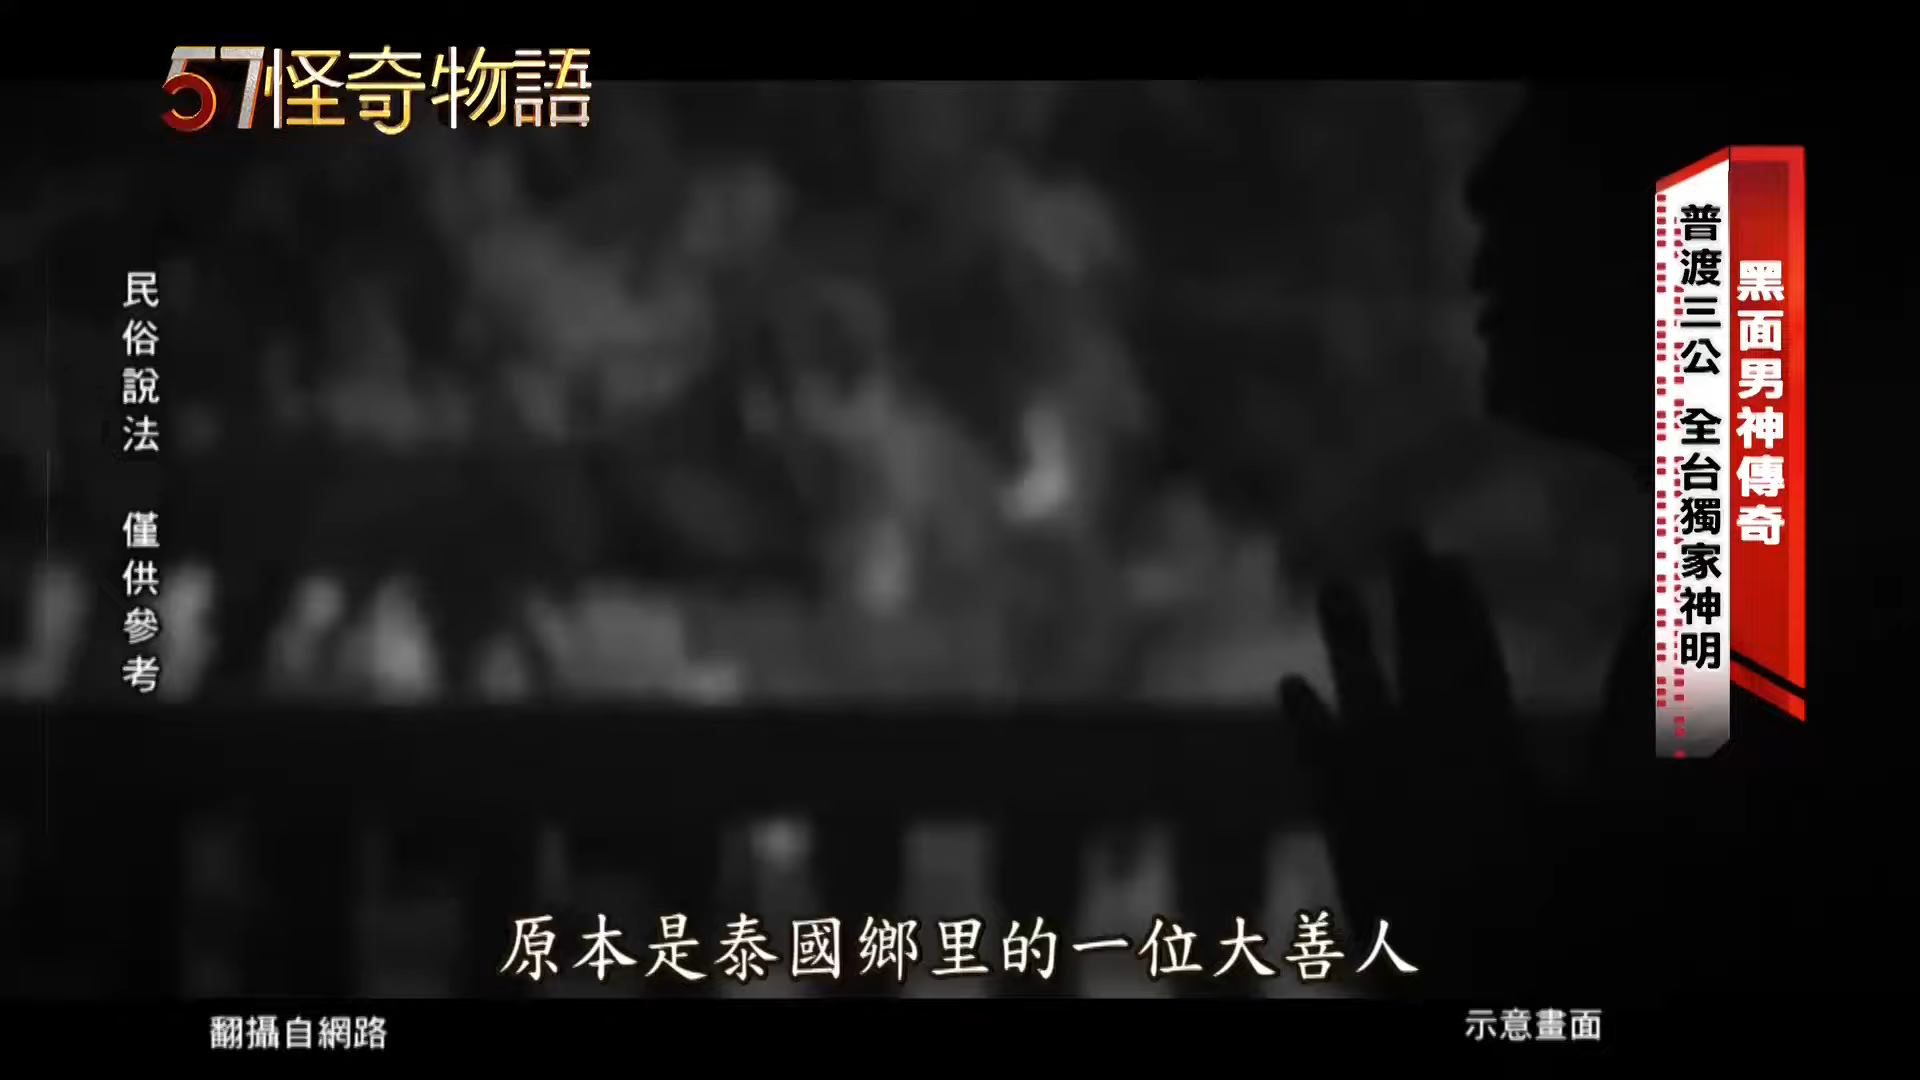 57怪奇物語
黑面男神傳奇
普渡三公 全台獨家神明
民俗說法 僅供參考
原本是泰國鄉里的一位大善人
翻攝自網路
示意畫面